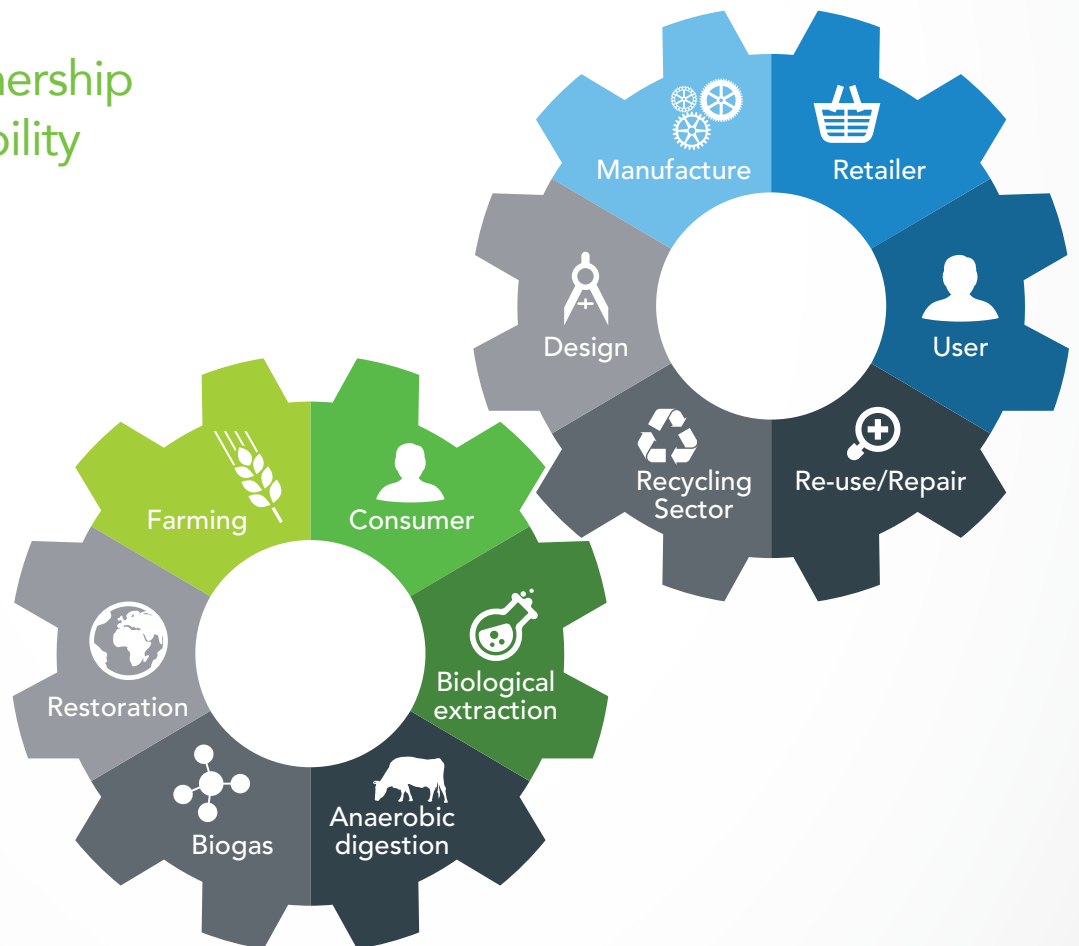 nership
bility
Manufacture
Retailer
Design
User
Recycling
Sector
Re-use/Repair
Farming
Consumer
Restoration
Biological
extraction
Biogas
Anaerobic
digestion